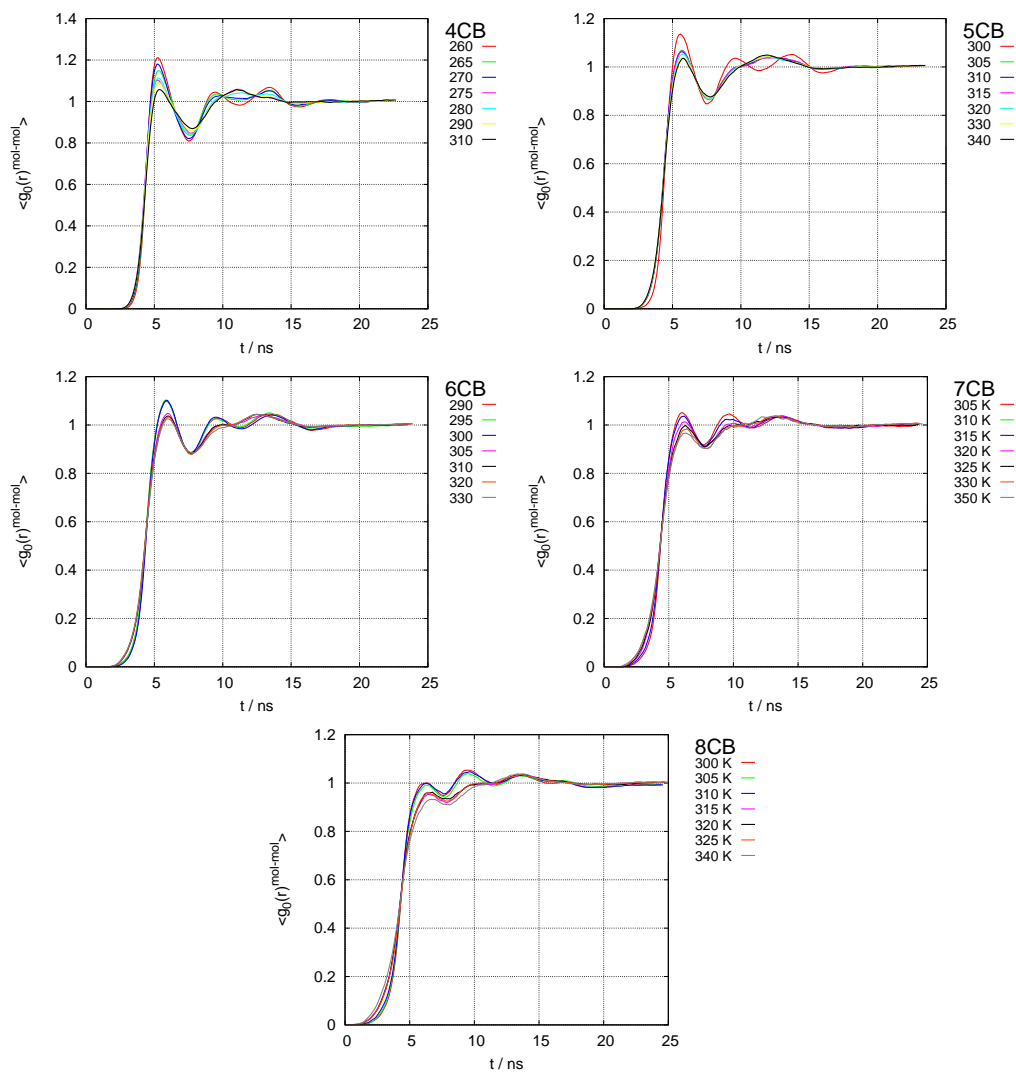 4CB
260
265
270
275
280
290
310
1.4
1.2
1
0.8
0.6
0.4
0.2
0
0 5 10 15 20 25
t / ns
<g0(r)mol-mol>
5CB
300
305
310
315
320
330
340
1.2
1
0.8
0.6
0.4
0.2
0
0 5 10 15 20 25
t / ns
<g0(r)mol-mol>
6CB
290
295
300
305
310
320
330
1.2
1
0.8
0.6
0.4
0.2
0
0 5 10 15 20 25
t / ns
<g0(r)mol-mol>
7CB
305 K
310 K
315 K
320 K
325 K
330 K
350 K
1.2
1
0.8
0.6
0.4
0.2
0
0 5 10 15 20 25
t / ns
<g0(r)mol-mol>
8CB
300 K
305 K
310 K
315 K
320 K
325 K
340 K
1.2
1
0.8
0.6
0.4
0.2
0
0 5 10 15 20 25
t / ns
<g0(r)mol-mol>